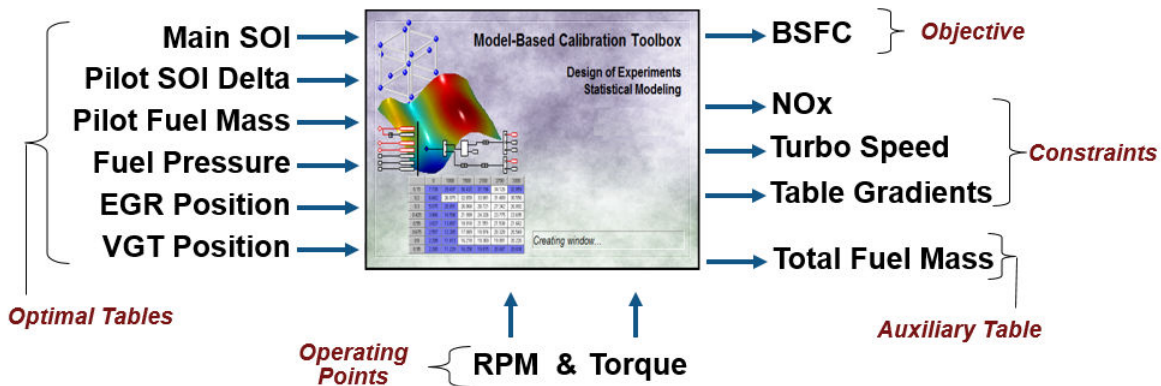 Main SOI
Pilot SOI Delta
Pilot Fuel Mass
Fuel Pressure
EGR Position
VGT Position
Optimal Tables
Model-Based Calibration Toolbox
Design of Experiments
Statistical Modeling
Creating window...
BSFC
Objective
NOx
Turbo Speed
Table Gradients
Constraints
Total Fuel Mass
Auxiliary Table
Operating
Points
RPM & Torque